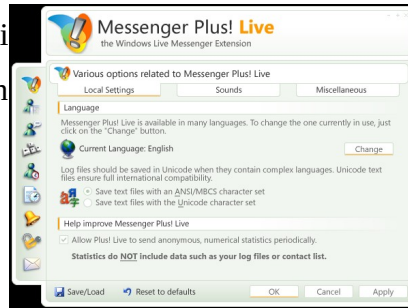 Messenger Plus! Live
the Windows Live Messenger Extension
Various options related to Messenger Plus! Live
Local Settings Sounds Miscellaneous
Language
Messenger Plus! Live is available in many languages. To change the one currently in use, just
click on the "Change" button.
Current Language: English Change
Log files should be saved in Unicode when they contain complex languages. Unicode text
files ensure full international compatibility.
Save text files with an ANSI/MBCS character set
Save text files with the Unicode character set
Help improve Messenger Plus! Live
Allow Plus! Live to send anonymous, numerical statistics periodically.
Statistics do NOT include data such as your log files or contact list.
Save/Load Reset to defaults OK Cancel Apply